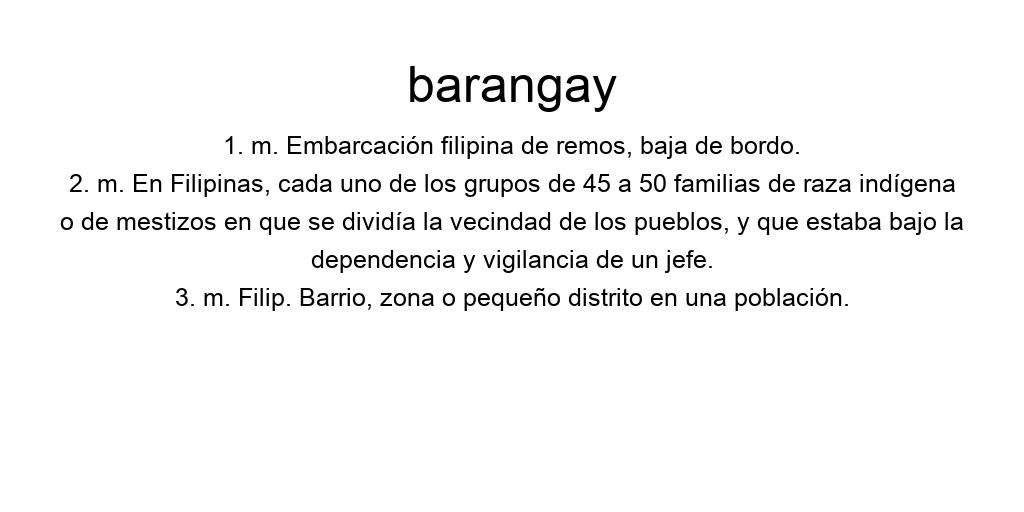 barangay
1. m. Embarcación filipina de remos, baja de bordo.
2. m. En Filipinas, cada uno de los grupos de 45 a 50 familias de raza indígena
o de mestizos en que se dividía la vecindad de los pueblos, y que estaba bajo la
dependencia y vigilancia de un jefe.
3. m. Filip. Barrio, zona o pequeño distrito en una población.